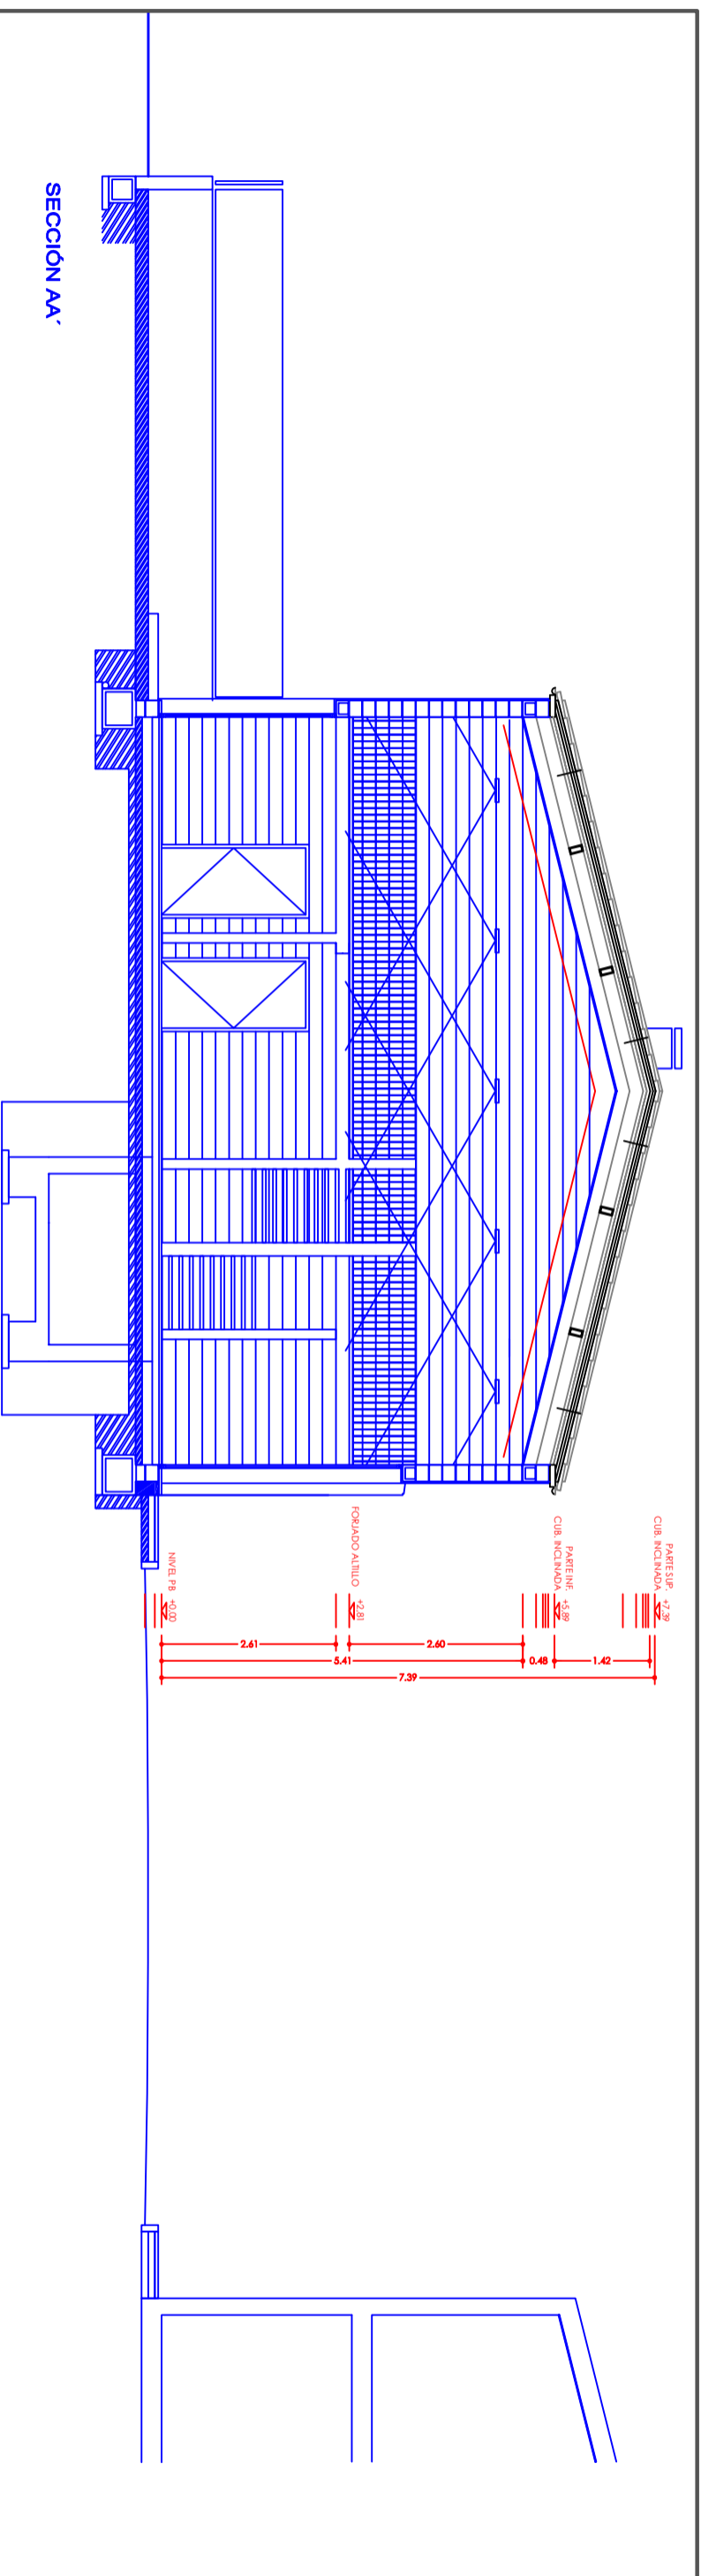 SECCIÓN AA´
PARTE SUP.
CUB. INCLINADA
+7.39
PARTE INF.
CUB. INCLINADA
+5.89
FORJADO ALTILLO
+2.81
NIVEL PB
+0.00
1.42
0.48
2.60
2.61
5.41
7.39